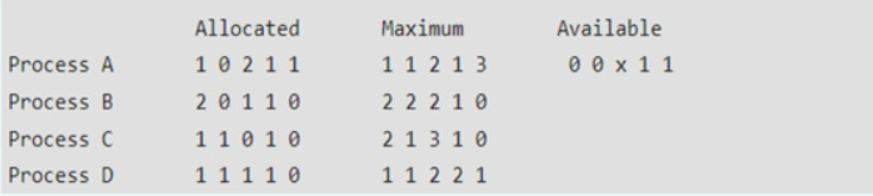 Allocated Maximum Available
Process A 1 0 2 1 1 1 1 2 1 3 0 0 x 1 1
Process B 2 0 1 1 0 2 2 2 1 0
Process C 1 1 0 1 0 2 1 3 1 0
Process D 1 1 1 1 0 1 1 2 2 1